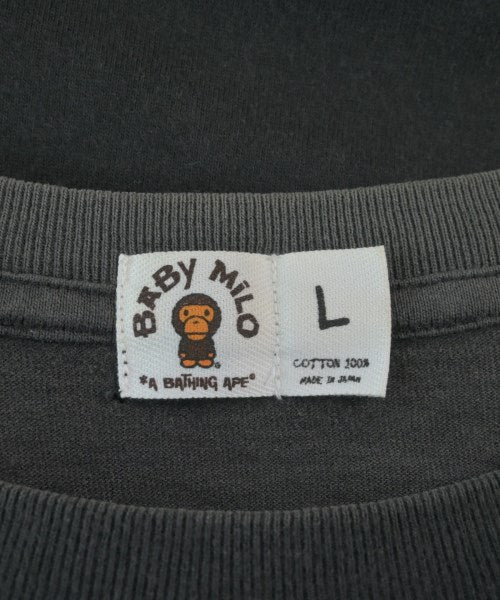 BABY MiLO
*A BATHING APE®
L
COTTON 100%
MADE IN JAPAN